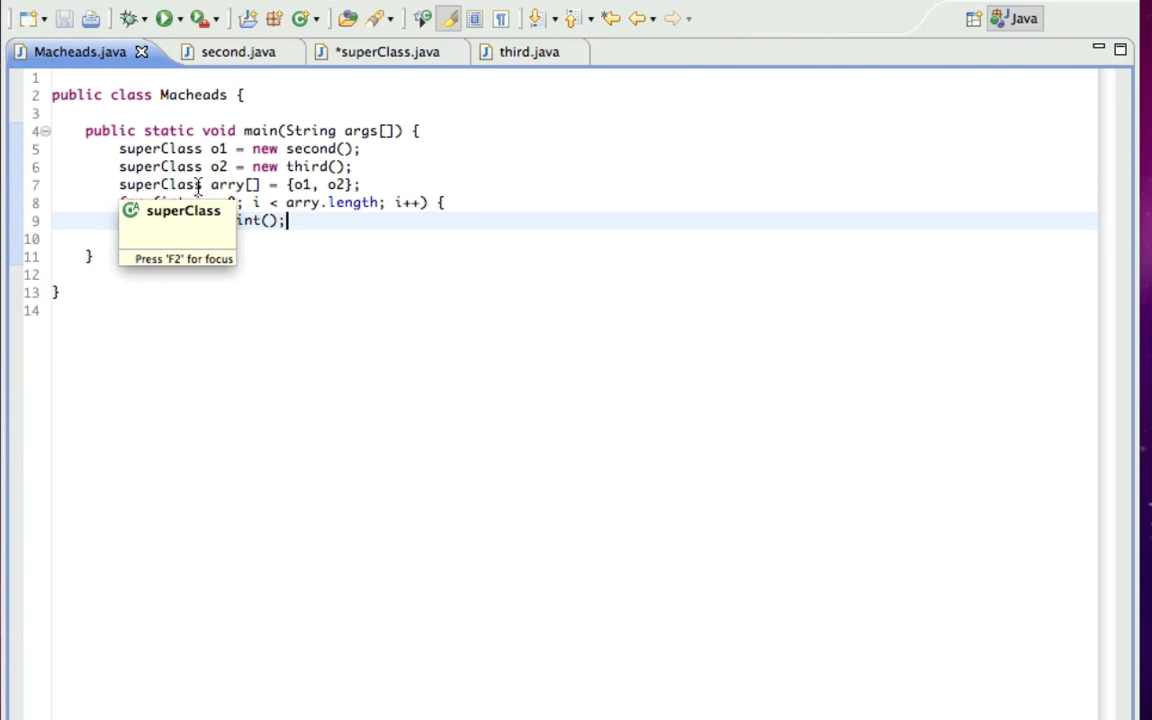 Java
Macheads.java
second.java
*superClass.java
third.java
1
2 public class Macheads {
3
4 public static void main(String args[]) {
5 superClass o1 = new second();
6 superClass o2 = new third();
7 superClass arry[] = {o1, o2};
8 ; i < arry.length; i++) {
superClass
9 int();
10
11 }
Press 'F2' for focus
12
13 }
14